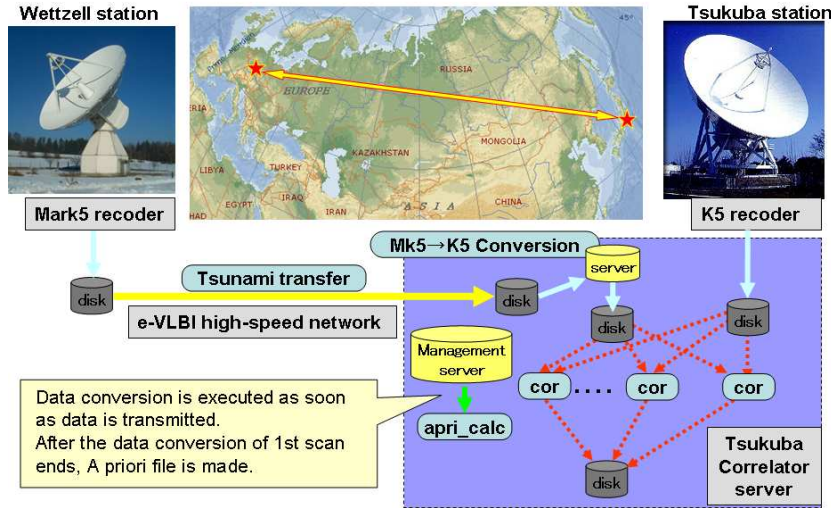 Wettzell station
Tsukuba station
45°
RUSSIA
EUROPE
KAZAKHSTAN
MONGOLIA
TURKEY
LIBYA
IRAQ
EGYPT
IRAN
A S I A
CHINA
HAD
ERIA
Mark5 recoder
K5 recoder
Mk5→K5 Conversion
Tsunami transfer
server
disk
disk
disk
disk
e-VLBI high-speed network
Management
server
cor
....
cor
cor
Data conversion is executed as soon
as data is transmitted.
After the data conversion of 1st scan
ends, A priori file is made.
apri_calc
Tsukuba
Correlator
server
disk